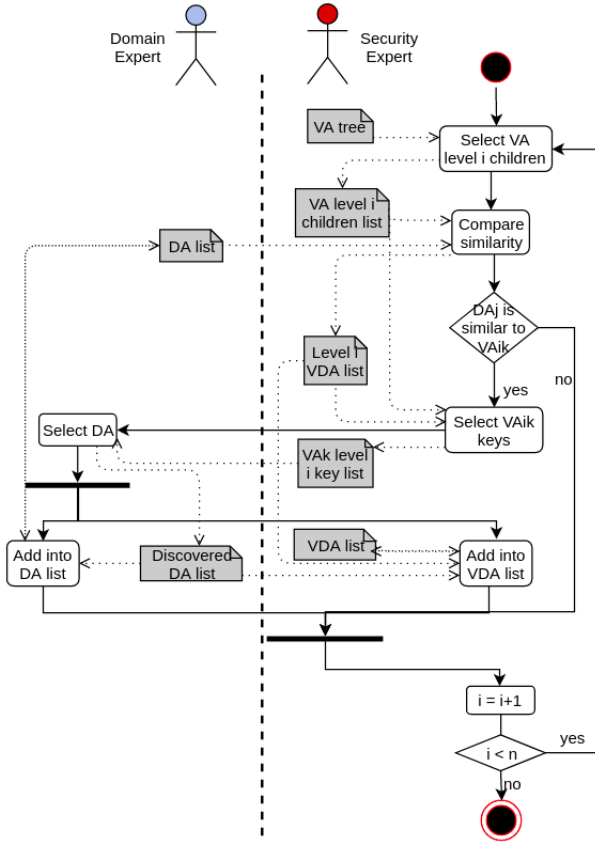 Domain
Expert
Security
Expert
VA tree
Select VA
level i children
VA level i
children list
Compare
similarity
DA list
DAj is
similar to
VAik
Level i
VDA list
no
yes
Select DA
Select VAik
keys
VAk level
i key list
Add into
DA list
Discovered
DA list
VDA list
Add into
VDA list
i = i+1
i < n
yes
no